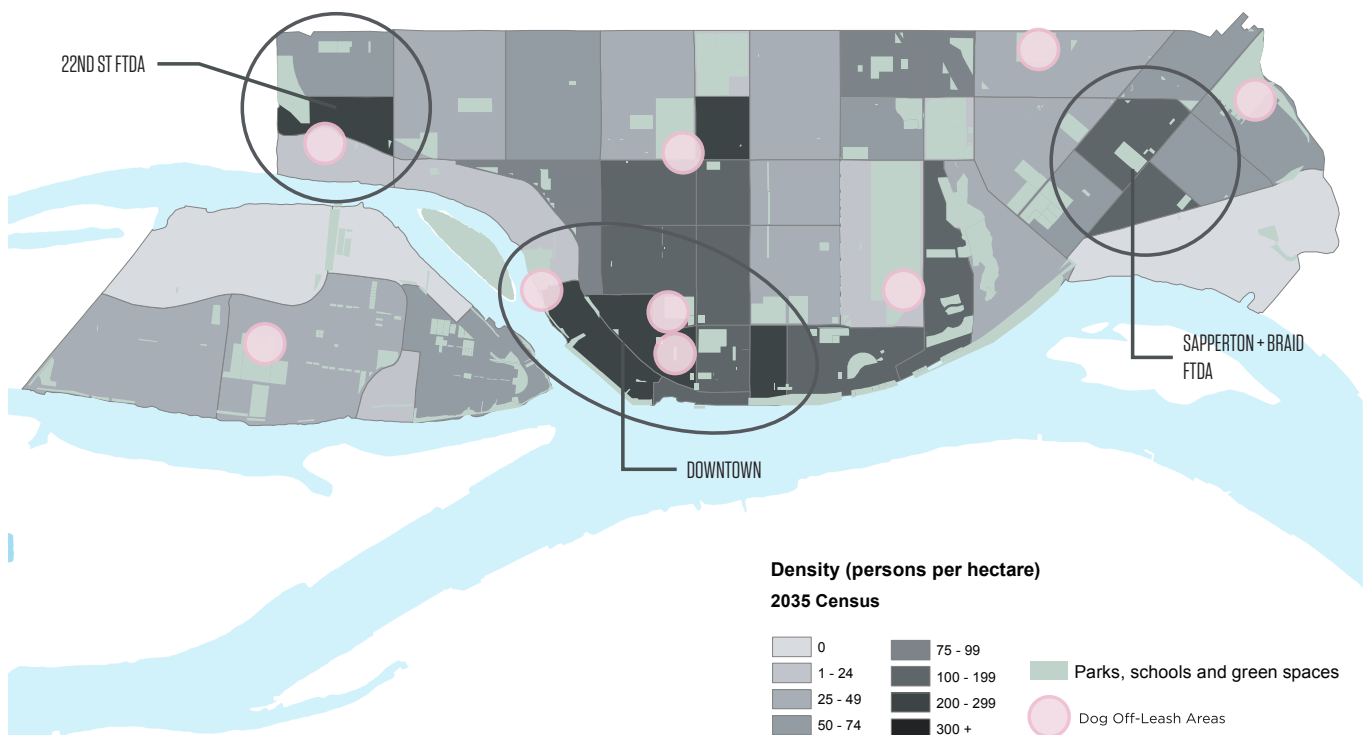 22ND ST FTDA
SAPPERTON + BRAID
FTDA
DOWNTOWN
Density (persons per hectare)
2035 Census
0
1 - 24
25 - 49
50 - 74
75 - 99
100 - 199
200 - 299
300 +
Parks, schools and green spaces
Dog Off-Leash Areas